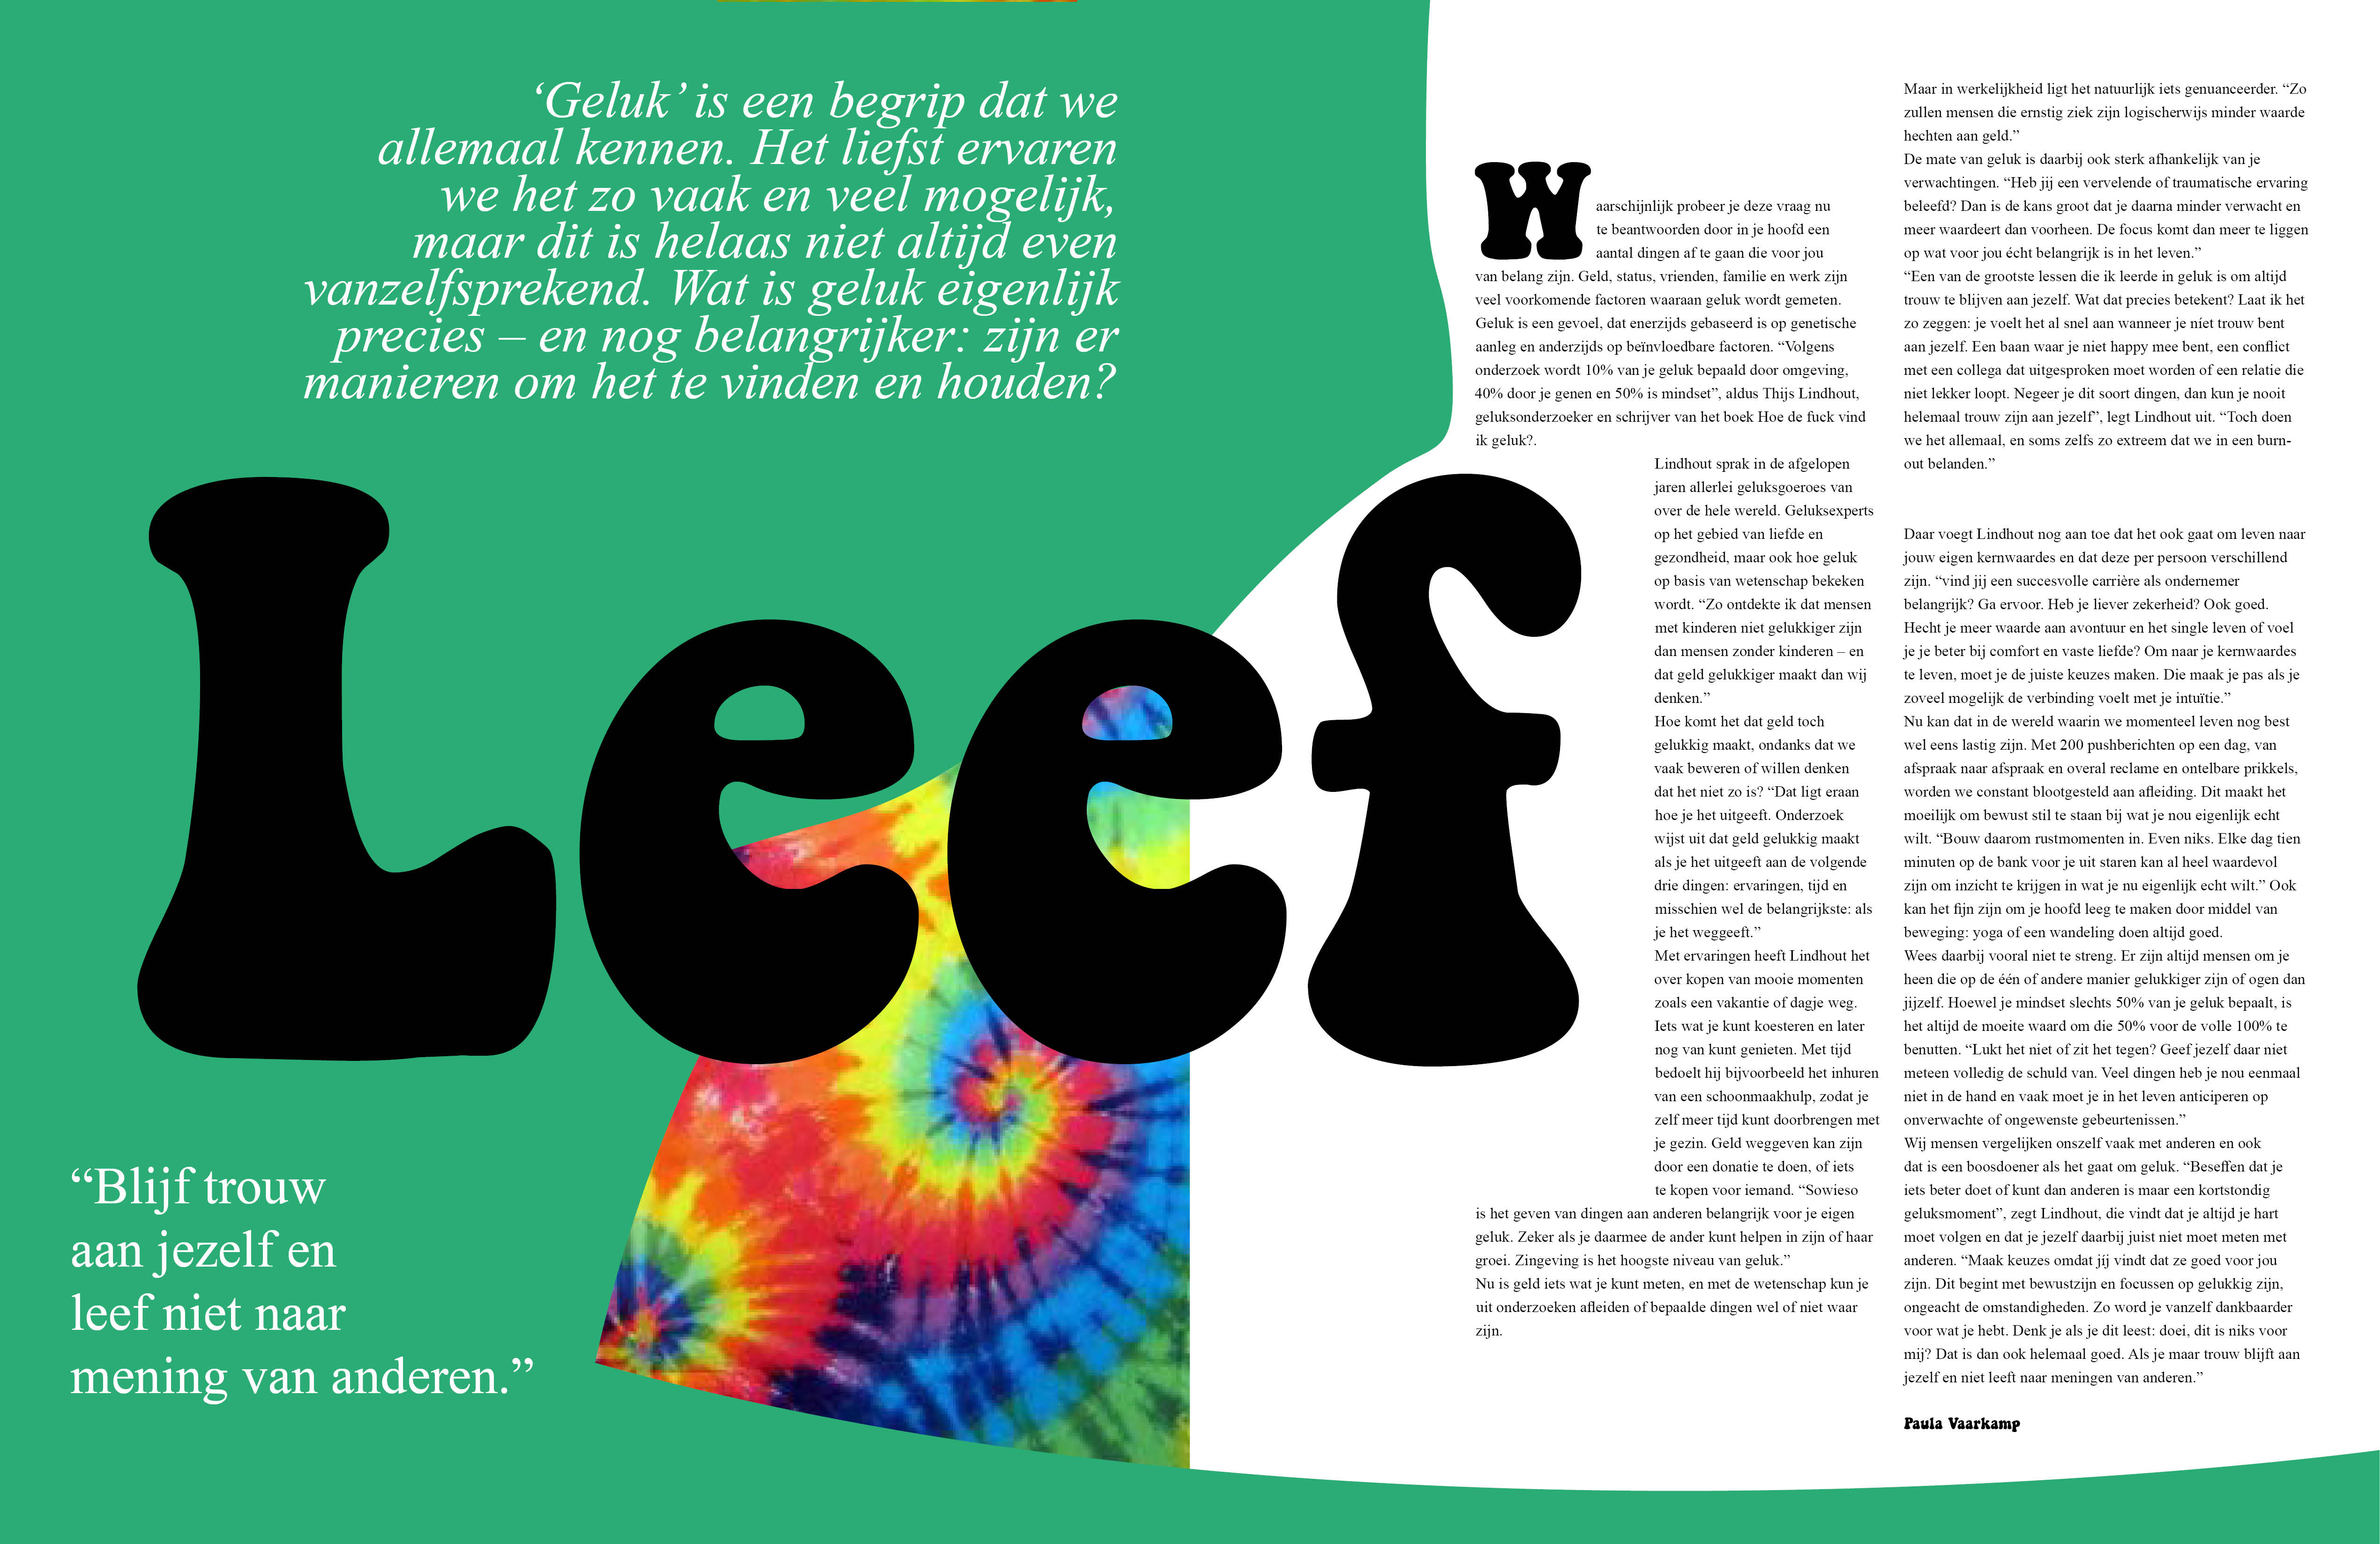 ‘Geluk’ is een begrip dat we
allemaal kennen. Het liefst ervaren
we het zo vaak en veel mogelijk,
maar dit is helaas niet altijd even
vanzelfsprekend. Wat is geluk eigenlijk
precies – en nog belangrijker: zijn er
manieren om het te vinden en houden?
Leef
“Blijf trouw
aan jezelf en
leef niet naar
mening van anderen.”
Waarschijnlijk probeer je deze vraag nu
te beantwoorden door in je hoofd een
aantal dingen af te gaan die voor jou
van belang zijn. Geld, status, vrienden, familie en werk zijn
veel voorkomende factoren waaraan geluk wordt gemeten.
Geluk is een gevoel, dat enerzijds gebaseerd is op genetische
aanleg en anderzijds op beïnvloedbare factoren. “Volgens
onderzoek wordt 10% van je geluk bepaald door omgeving,
40% door je genen en 50% is mindset”, aldus Thijs Lindhout,
geluksonderzoeker en schrijver van het boek Hoe de fuck vind
ik geluk?.
Lindhout sprak in de afgelopen
jaren allerlei geluksgoeroes van
over de hele wereld. Geluksexperts
op het gebied van liefde en
gezondheid, maar ook hoe geluk
op basis van wetenschap bekeken
wordt. “Zo ontdekte ik dat mensen
met kinderen niet gelukkiger zijn
dan mensen zonder kinderen – en
dat geld gelukkiger maakt dan wij
denken.”
Hoe komt het dat geld toch
gelukkig maakt, ondanks dat we
vaak beweren of willen denken
dat het niet zo is? “Dat ligt eraan
hoe je het uitgeeft. Onderzoek
wijst uit dat geld gelukkig maakt
als je het uitgeeft aan de volgende
drie dingen: ervaringen, tijd en
misschien wel de belangrijkste: als
je het weggeeft.”
Met ervaringen heeft Lindhout het
over kopen van mooie momenten
zoals een vakantie of dagje weg.
Iets wat je kunt koesteren en later
nog van kunt genieten. Met tijd
bedoelt hij bijvoorbeeld het inhuren
van een schoonmaakhulp, zodat je
zelf meer tijd kunt doorbrengen met
je gezin. Geld weggeven kan zijn
door een donatie te doen, of iets
te kopen voor iemand. “Sowieso
is het geven van dingen aan anderen belangrijk voor je eigen
geluk. Zeker als je daarmee de ander kunt helpen in zijn of haar
groei. Zingeving is het hoogste niveau van geluk.”
Nu is geld iets wat je kunt meten, en met de wetenschap kun je
uit onderzoeken afleiden of bepaalde dingen wel of niet waar
zijn.
Maar in werkelijkheid ligt het natuurlijk iets genuanceerder. “Zo
zullen mensen die ernstig ziek zijn logischerwijs minder waarde
hechten aan geld.”
De mate van geluk is daarbij ook sterk afhankelijk van je
verwachtingen. “Heb jij een vervelende of traumatische ervaring
beleefd? Dan is de kans groot dat je daarna minder verwacht en
meer waardeert dan voorheen. De focus komt dan meer te liggen
op wat voor jou écht belangrijk is in het leven.”
“Een van de grootste lessen die ik leerde in geluk is om altijd
trouw te blijven aan jezelf. Wat dat precies betekent? Laat ik het
zo zeggen: je voelt het al snel aan wanneer je níet trouw bent
aan jezelf. Een baan waar je niet happy mee bent, een conflict
met een collega dat uitgesproken moet worden of een relatie die
niet lekker loopt. Negeer je dit soort dingen, dan kun je nooit
helemaal trouw zijn aan jezelf”, legt Lindhout uit. “Toch doen
we het allemaal, en soms zelfs zo extreem dat we in een burn-
out belanden.”
Daar voegt Lindhout nog aan toe dat het ook gaat om leven naar
jouw eigen kernwaardes en dat deze per persoon verschillend
zijn. “vind jij een succesvolle carrière als ondernemer
belangrijk? Ga ervoor. Heb je liever zekerheid? Ook goed.
Hecht je meer waarde aan avontuur en het single leven of voel
je je beter bij comfort en vaste liefde? Om naar je kernwaardes
te leven, moet je de juiste keuzes maken. Die maak je pas als je
zoveel mogelijk de verbinding voelt met je intuïtie.”
Nu kan dat in de wereld waarin we momenteel leven nog best
wel eens lastig zijn. Met 200 pushberichten op een dag, van
afspraak naar afspraak en overal reclame en ontelbare prikkels,
worden we constant blootgesteld aan afleiding. Dit maakt het
moeilijk om bewust stil te staan bij wat je nou eigenlijk echt
wilt. “Bouw daarom rustmomenten in. Even niks. Elke dag tien
minuten op de bank voor je uit staren kan al heel waardevol
zijn om inzicht te krijgen in wat je nu eigenlijk echt wilt.” Ook
kan het fijn zijn om je hoofd leeg te maken door middel van
beweging: yoga of een wandeling doen altijd goed.
Wees daarbij vooral niet te streng. Er zijn altijd mensen om je
heen die op de één of andere manier gelukkiger zijn of ogen dan
jijzelf. Hoewel je mindset slechts 50% van je geluk bepaalt, is
het altijd de moeite waard om die 50% voor de volle 100% te
benutten. “Lukt het niet of zit het tegen? Geef jezelf daar niet
meteen volledig de schuld van. Veel dingen heb je nou eenmaal
niet in de hand en vaak moet je in het leven anticiperen op
onverwachte of ongewenste gebeurtenissen.”
Wij mensen vergelijken onszelf vaak met anderen en ook
dat is een boosdoener als het gaat om geluk. “Beseffen dat je
iets beter doet of kunt dan anderen is maar een kortstondig
geluksmoment”, zegt Lindhout, die vindt dat je altijd je hart
moet volgen en dat je jezelf daarbij juist niet moet meten met
anderen. “Maak keuzes omdat jíj vindt dat ze goed voor jou
zijn. Dit begint met bewustzijn en focussen op gelukkig zijn,
ongeacht de omstandigheden. Zo word je vanzelf dankbaarder
voor wat je hebt. Denk je als je dit leest: doei, dit is niks voor
mij? Dat is dan ook helemaal goed. Als je maar trouw blijft aan
jezelf en niet leeft naar meningen van anderen.”
Paula Vaarkamp